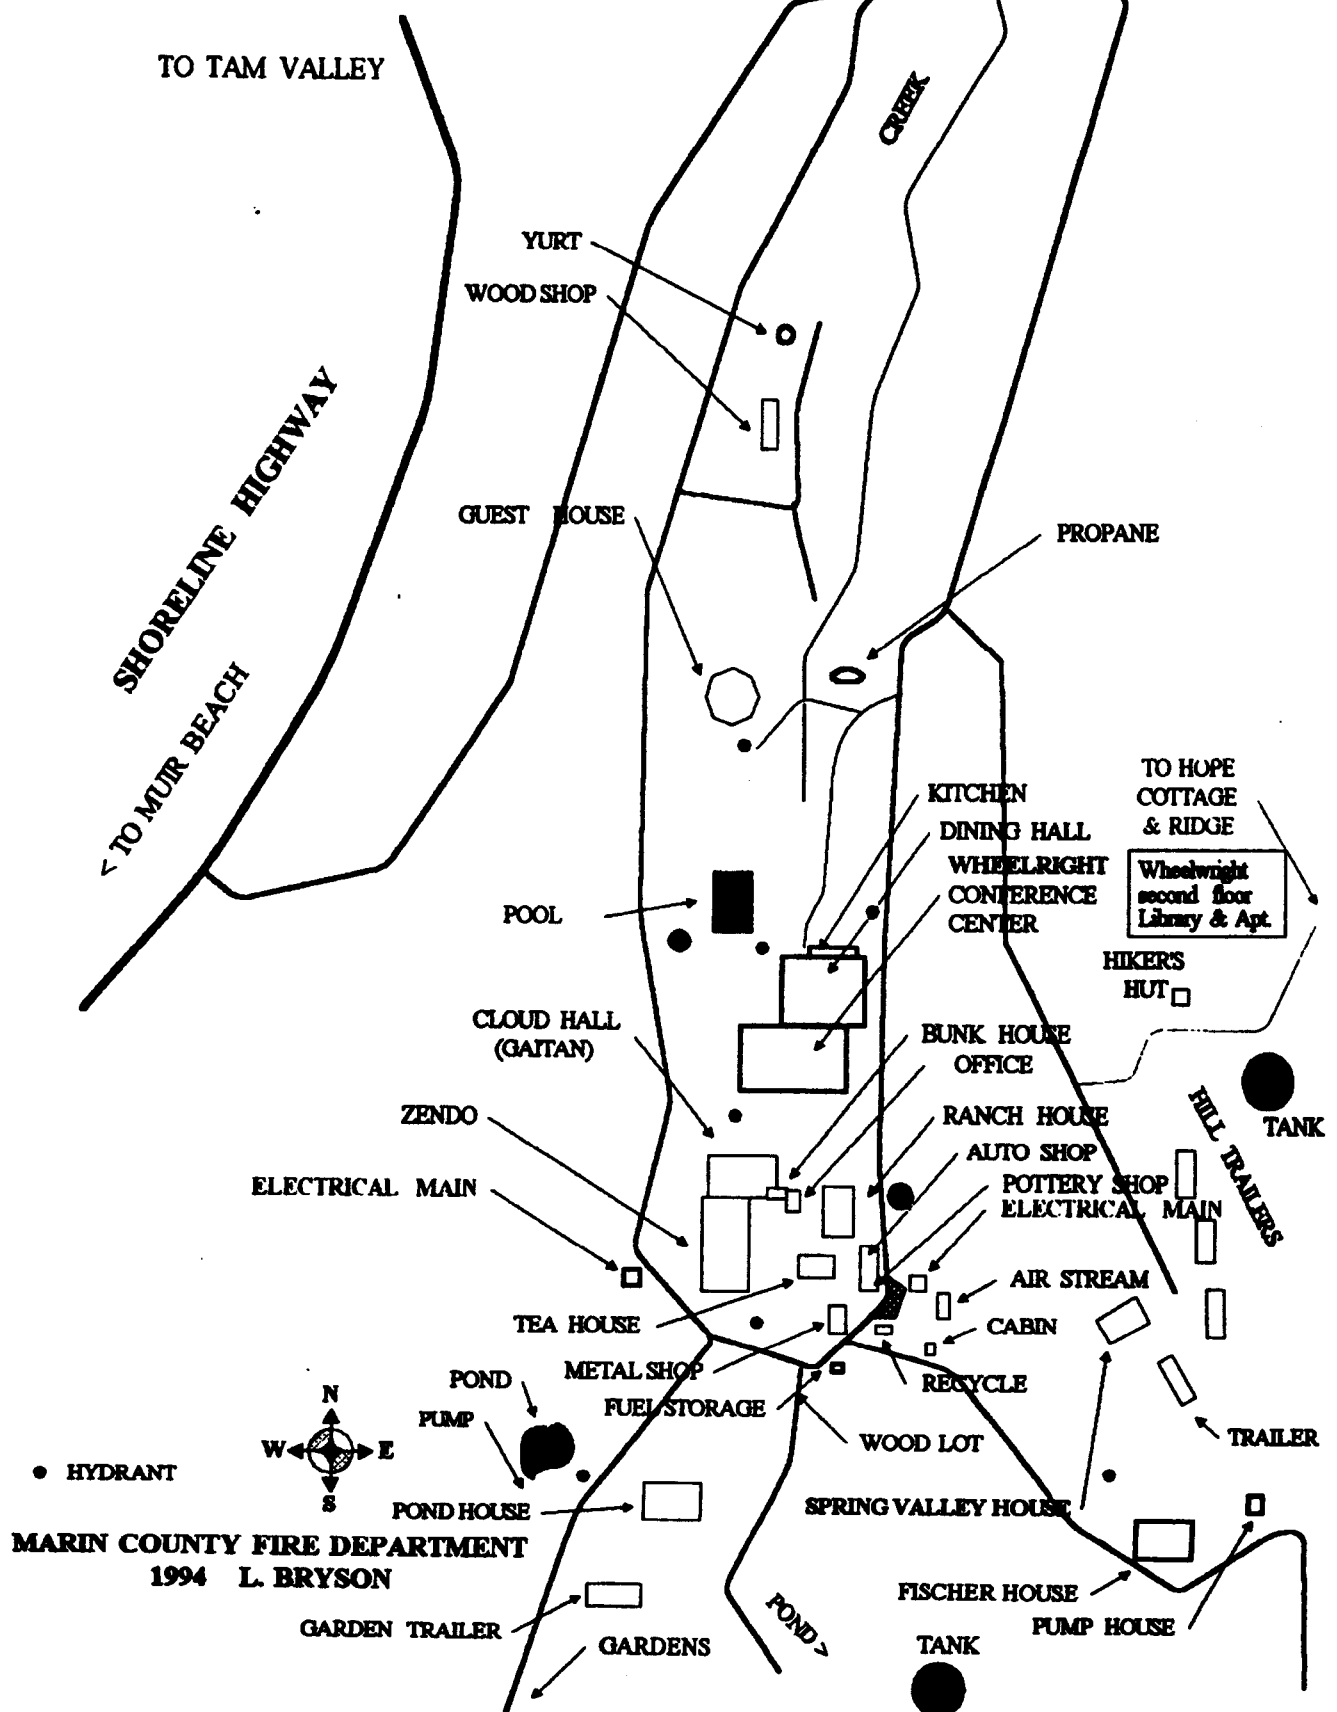 TO TAM VALLEY
CREEK
YURT
WOOD SHOP
SHORELINE HIGHWAY
GUEST HOUSE
PROPANE
< TO MUIR BEACH
TO HOPE
COTTAGE
& RIDGE
KITCHEN
DINING HALL
WHEELRIGHT
CONFERENCE
CENTER
Wheelwright
second floor
Library & Apt.
POOL
HIKER'S
HUT
CLOUD HALL
(GAITAN)
BUNK HOUSE
OFFICE
ZENDO
RANCH HOUSE
TANK
HILL TRAILERS
AUTO SHOP
ELECTRICAL MAIN
POTTERY SHOP
ELECTRICAL MAIN
AIR STREAM
TEA HOUSE
CABIN
METAL SHOP
POND
RECYCLE
FUEL STORAGE
PUMP
N
W E
S
WOOD LOT
TRAILER
HYDRANT
POND HOUSE
SPRING VALLEY HOUSE
MARIN COUNTY FIRE DEPARTMENT
1994 L. BRYSON
FISCHER HOUSE
GARDEN TRAILER
POND >
PUMP HOUSE
GARDENS
TANK